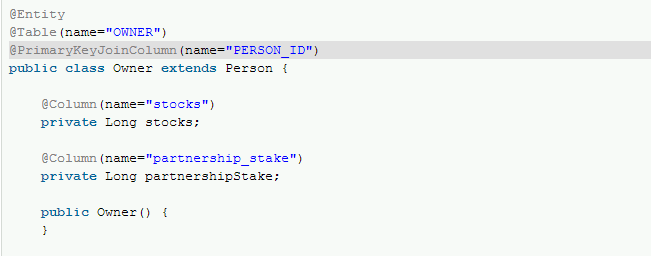 @Entity
@Table(name="OWNER")
@PrimaryKeyJoinColumn(name="PERSON_ID")
public class Owner extends Person {
@Column(name="stocks")
private Long stocks;
@Column(name="partnership_stake")
private Long partnershipStake;
public Owner() {
}